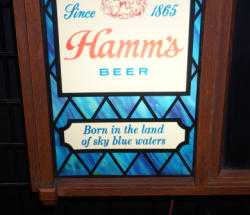 Since 1865
Hamm's
BEER
Born in the land
of sky blue waters